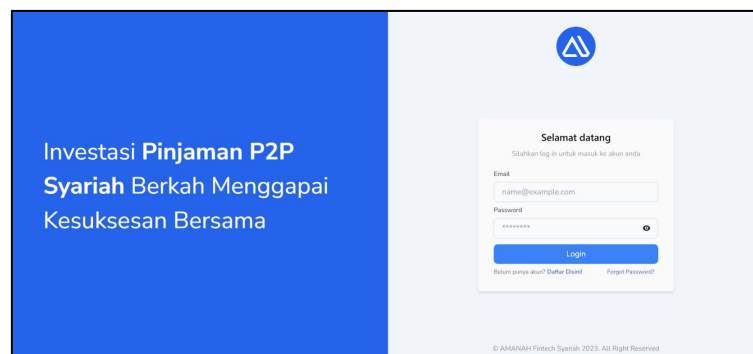 Investasi Pinjaman P2P
Syariah Berkah Menggapai
Kesuksesan Bersama
Selamat datang
Silahkan log in untuk masuk ke akun anda
Email
name@example.com
Password
********
Login
Belum punya akun? Daftar Disini! Forgot Password?
© AMANAH Fintech Syariah 2023. All Right Reserved